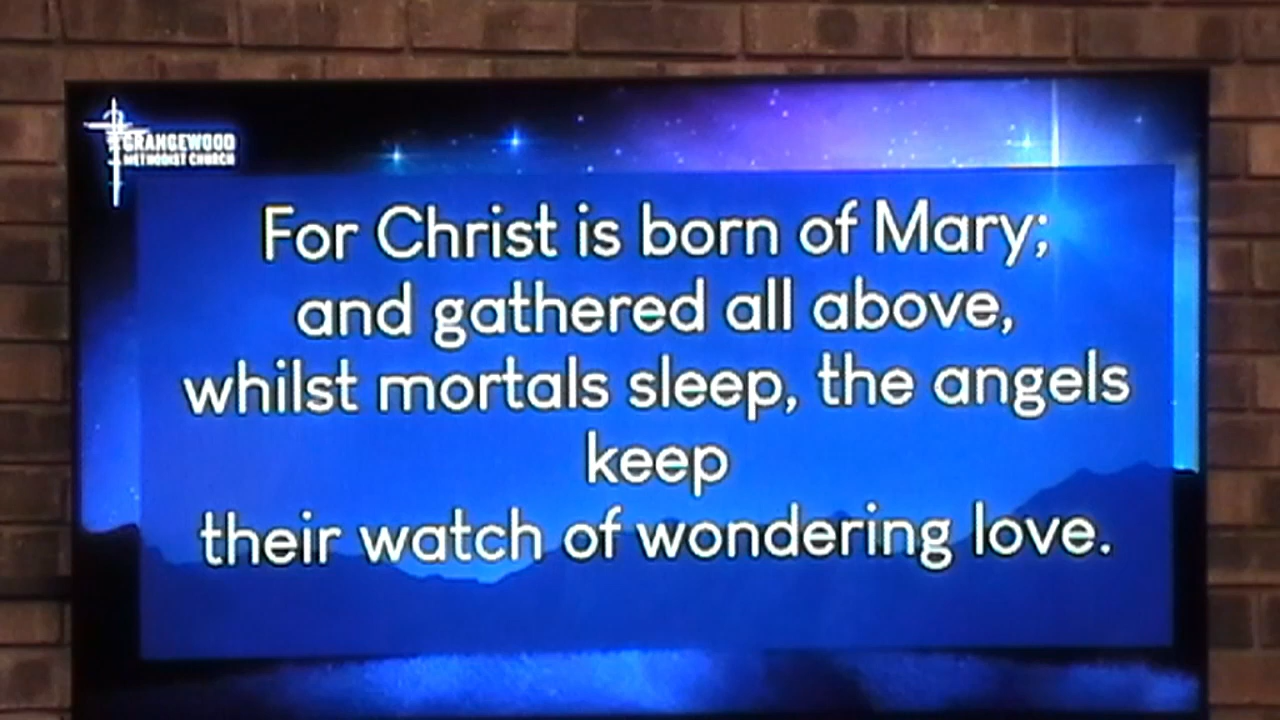 GRANGEWOOD
METHODIST CHURCH
For Christ is born of Mary;
and gathered all above,
whilst mortals sleep, the angels
keep
their watch of wondering love.